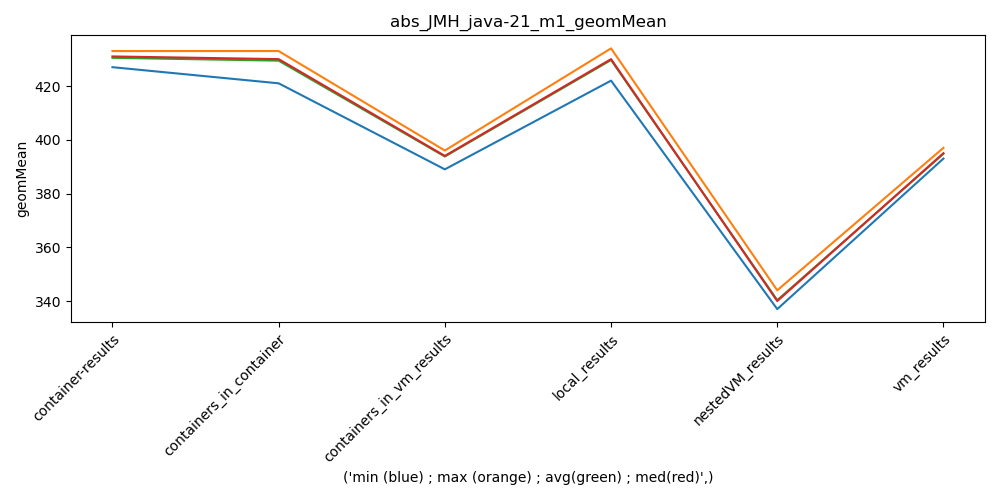 abs_JMH_java-21_m1_geomMean
geomMean
420
400
380
360
340
container-results
containers_in_container
containers_in_vm_results
local_results
nestedVM_results
vm_results
('min (blue) ; max (orange) ; avg(green) ; med(red)',)